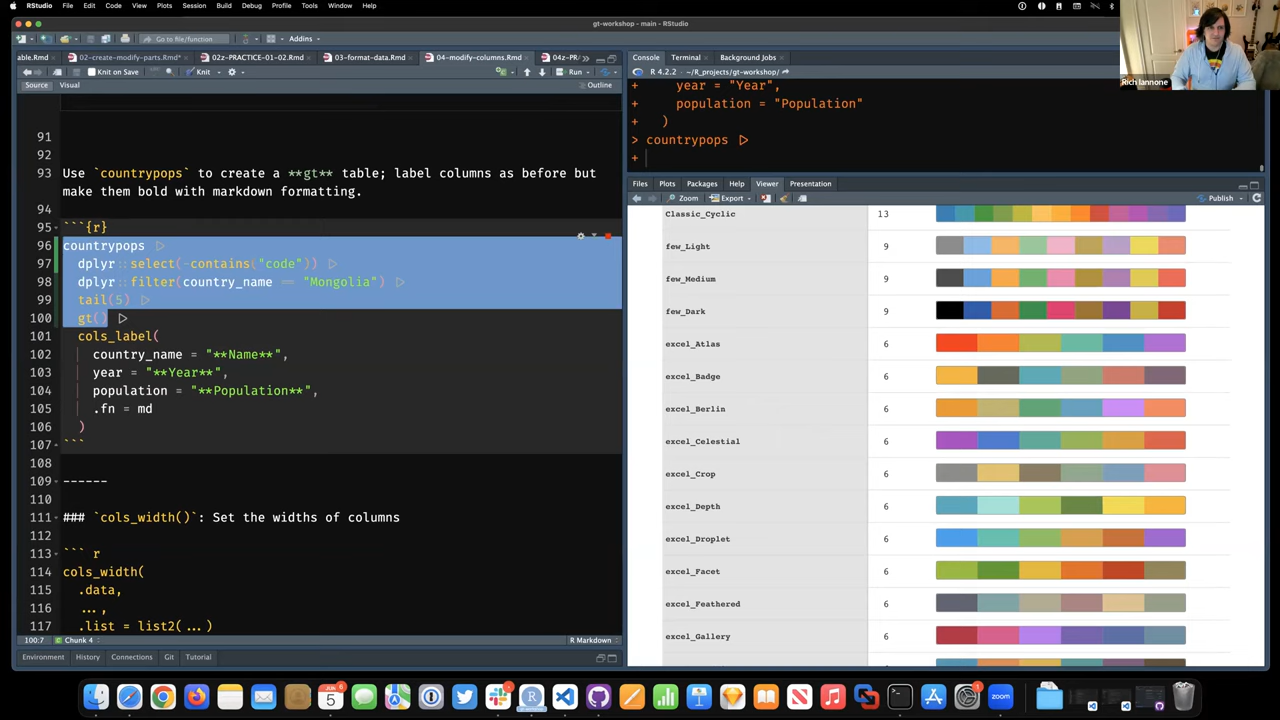 RStudio File Edit Code View Plots Session Build Debug Profile Tools Window Help
gt-workshop - main - RStudio
Go to file/function Addins
able.Rmd 02-create-modify-parts.Rmd* 02z-PRACTICE-01-02.Rmd 03-format-data.Rmd 04-modify-columns.Rmd 04z-PR
Knit on Save Knit Run
Source Visual Outline
91
92
93 Use `countrypops` to create a **gt** table; label columns as before but
make them bold with markdown formatting.
94
95 ```{r}
96 countrypops |>
97 dplyr::select(-contains("code")) |>
98 dplyr::filter(country_name == "Mongolia") |>
99 tail(5) |>
100 gt() |>
101 cols_label(
102 country_name = "**Name**",
103 year = "**Year**",
104 population = "**Population**",
105 .fn = md
106 )
107 ```
108
109 ------
110
111 ### `cols_width()`: Set the widths of columns
112
113 ``` r
114 cols_width(
115 .data,
116 ...,
117 .list = list2(...)
100:7 Chunk 4 R Markdown
Environment History Connections Git Tutorial
Console Terminal Background Jobs
R 4.2.2 · ~/R_projects/gt-workshop/
+ year = "Year",
+ population = "Population"
+ )
> countrypops |>
+
Files Plots Packages Help Viewer Presentation
Zoom Export Publish
Classic_Cyclic 13
few_Light 9
few_Medium 9
few_Dark 9
excel_Atlas 6
excel_Badge 6
excel_Berlin 6
excel_Celestial 6
excel_Crop 6
excel_Depth 6
excel_Droplet 6
excel_Facet 6
excel_Feathered 6
excel_Gallery 6
Rich Iannone
JUN 6
5
1
1
zoom